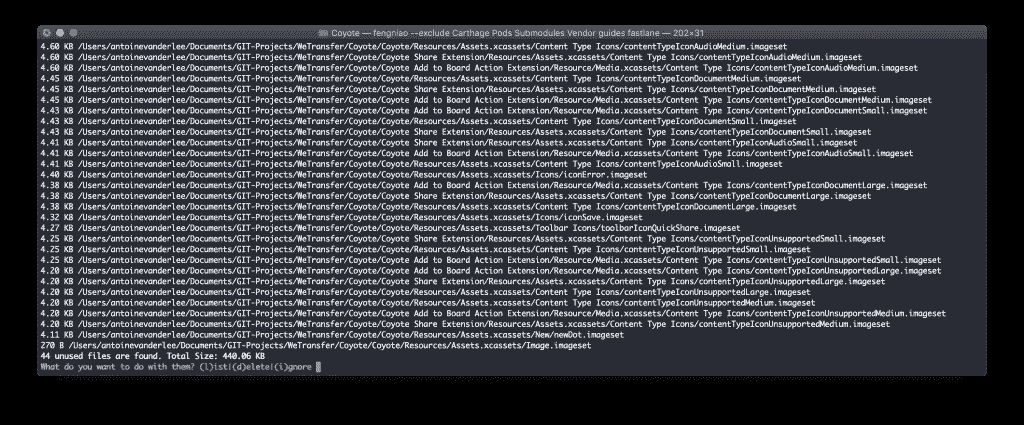 Coyote — fengniao --exclude Carthage Pods Submodules Vendor guides fastlane — 202×31
4.60 KB /Users/antoinevanderlee/Documents/GIT-Projects/WeTransfer/Coyote/Coyote/Resources/Assets.xcassets/Content Type Icons/contentTypeIconAudioMedium.imageset
4.60 KB /Users/antoinevanderlee/Documents/GIT-Projects/WeTransfer/Coyote/Coyote Share Extension/Resources/Assets.xcassets/Content Type Icons/contentTypeIconAudioMedium.imageset
4.60 KB /Users/antoinevanderlee/Documents/GIT-Projects/WeTransfer/Coyote/Coyote Add to Board Action Extension/Resource/Media.xcassets/Content Type Icons/contentTypeIconAudioMedium.imageset
4.45 KB /Users/antoinevanderlee/Documents/GIT-Projects/WeTransfer/Coyote/Coyote/Resources/Assets.xcassets/Content Type Icons/contentTypeIconDocumentMedium.imageset
4.45 KB /Users/antoinevanderlee/Documents/GIT-Projects/WeTransfer/Coyote/Coyote Share Extension/Resources/Assets.xcassets/Content Type Icons/contentTypeIconDocumentMedium.imageset
4.45 KB /Users/antoinevanderlee/Documents/GIT-Projects/WeTransfer/Coyote/Coyote Add to Board Action Extension/Resource/Media.xcassets/Content Type Icons/contentTypeIconDocumentMedium.imageset
4.43 KB /Users/antoinevanderlee/Documents/GIT-Projects/WeTransfer/Coyote/Coyote Add to Board Action Extension/Resource/Media.xcassets/Content Type Icons/contentTypeIconDocumentSmall.imageset
4.43 KB /Users/antoinevanderlee/Documents/GIT-Projects/WeTransfer/Coyote/Coyote/Resources/Assets.xcassets/Content Type Icons/contentTypeIconDocumentSmall.imageset
4.43 KB /Users/antoinevanderlee/Documents/GIT-Projects/WeTransfer/Coyote/Coyote Share Extension/Resources/Assets.xcassets/Content Type Icons/contentTypeIconDocumentSmall.imageset
4.41 KB /Users/antoinevanderlee/Documents/GIT-Projects/WeTransfer/Coyote/Coyote Share Extension/Resources/Assets.xcassets/Content Type Icons/contentTypeIconAudioSmall.imageset
4.41 KB /Users/antoinevanderlee/Documents/GIT-Projects/WeTransfer/Coyote/Coyote Add to Board Action Extension/Resource/Media.xcassets/Content Type Icons/contentTypeIconAudioSmall.imageset
4.41 KB /Users/antoinevanderlee/Documents/GIT-Projects/WeTransfer/Coyote/Coyote/Resources/Assets.xcassets/Content Type Icons/contentTypeIconAudioSmall.imageset
4.40 KB /Users/antoinevanderlee/Documents/GIT-Projects/WeTransfer/Coyote/Coyote/Resources/Assets.xcassets/Icons/iconError.imageset
4.38 KB /Users/antoinevanderlee/Documents/GIT-Projects/WeTransfer/Coyote/Coyote Add to Board Action Extension/Resource/Media.xcassets/Content Type Icons/contentTypeIconDocumentLarge.imageset
4.38 KB /Users/antoinevanderlee/Documents/GIT-Projects/WeTransfer/Coyote/Coyote Share Extension/Resources/Assets.xcassets/Content Type Icons/contentTypeIconDocumentLarge.imageset
4.38 KB /Users/antoinevanderlee/Documents/GIT-Projects/WeTransfer/Coyote/Coyote/Resources/Assets.xcassets/Content Type Icons/contentTypeIconDocumentLarge.imageset
4.32 KB /Users/antoinevanderlee/Documents/GIT-Projects/WeTransfer/Coyote/Coyote/Resources/Assets.xcassets/Icons/iconSave.imageset
4.27 KB /Users/antoinevanderlee/Documents/GIT-Projects/WeTransfer/Coyote/Coyote/Resources/Assets.xcassets/Toolbar Icons/toolbarIconQuickShare.imageset
4.25 KB /Users/antoinevanderlee/Documents/GIT-Projects/WeTransfer/Coyote/Coyote Share Extension/Resources/Assets.xcassets/Content Type Icons/contentTypeIconUnsupportedSmall.imageset
4.25 KB /Users/antoinevanderlee/Documents/GIT-Projects/WeTransfer/Coyote/Coyote/Resources/Assets.xcassets/Content Type Icons/contentTypeIconUnsupportedSmall.imageset
4.25 KB /Users/antoinevanderlee/Documents/GIT-Projects/WeTransfer/Coyote/Coyote Add to Board Action Extension/Resource/Media.xcassets/Content Type Icons/contentTypeIconUnsupportedSmall.imageset
4.20 KB /Users/antoinevanderlee/Documents/GIT-Projects/WeTransfer/Coyote/Coyote Add to Board Action Extension/Resource/Media.xcassets/Content Type Icons/contentTypeIconUnsupportedLarge.imageset
4.20 KB /Users/antoinevanderlee/Documents/GIT-Projects/WeTransfer/Coyote/Coyote Share Extension/Resources/Assets.xcassets/Content Type Icons/contentTypeIconUnsupportedLarge.imageset
4.20 KB /Users/antoinevanderlee/Documents/GIT-Projects/WeTransfer/Coyote/Coyote/Resources/Assets.xcassets/Content Type Icons/contentTypeIconUnsupportedLarge.imageset
4.20 KB /Users/antoinevanderlee/Documents/GIT-Projects/WeTransfer/Coyote/Coyote/Resources/Assets.xcassets/Content Type Icons/contentTypeIconUnsupportedMedium.imageset
4.20 KB /Users/antoinevanderlee/Documents/GIT-Projects/WeTransfer/Coyote/Coyote Add to Board Action Extension/Resource/Media.xcassets/Content Type Icons/contentTypeIconUnsupportedMedium.imageset
4.20 KB /Users/antoinevanderlee/Documents/GIT-Projects/WeTransfer/Coyote/Coyote Share Extension/Resources/Assets.xcassets/Content Type Icons/contentTypeIconUnsupportedMedium.imageset
4.11 KB /Users/antoinevanderlee/Documents/GIT-Projects/WeTransfer/Coyote/Coyote/Resources/Assets.xcassets/New/newDot.imageset
270 B /Users/antoinevanderlee/Documents/GIT-Projects/WeTransfer/Coyote/Coyote/Resources/Assets.xcassets/Image.imageset
44 unused files are found. Total Size: 440.06 KB
What do you want to do with them? (l)ist|(d)elete|(i)gnore